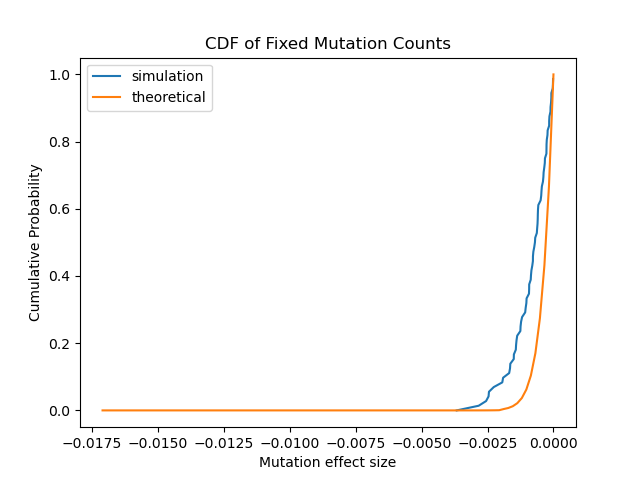 CDF of Fixed Mutation Counts
simulation
theoretical
Cumulative Probability
1.0
0.8
0.6
0.4
0.2
0.0
−0.0175 −0.0150 −0.0125 −0.0100 −0.0075 −0.0050 −0.0025 0.0000
Mutation effect size